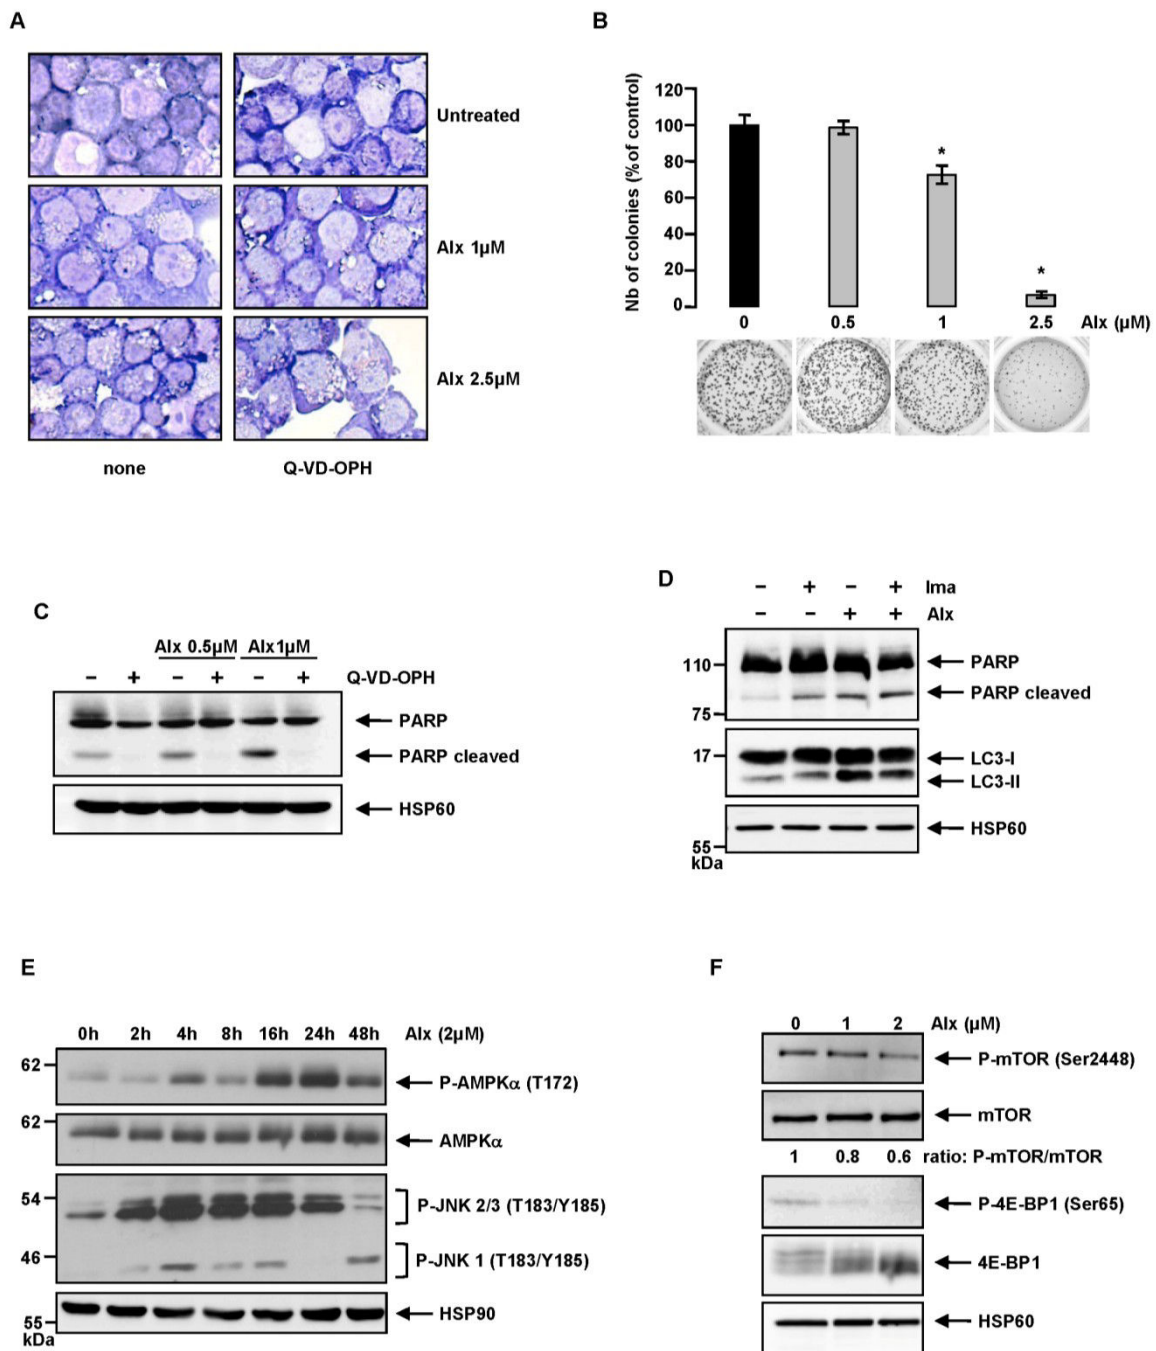 A
Untreated
Alx 1µM
Alx 2.5µM
none Q-VD-OPH
B
Nb of colonies (% of control)
120
100
80
60
40
20
0
* *
0 0.5 1 2.5 Alx (µM)
C
Alx 0.5µM Alx1µM
– + – + – + Q-VD-OPH
PARP
PARP cleaved
HSP60
D
– + – + Ima
– – + + Alx
110 PARP
PARP cleaved
75
17 LC3-I
LC3-II
HSP60
55
kDa
E
0h 2h 4h 8h 16h 24h 48h Alx (2µM)
62
P-AMPKα (T172)
62
AMPKα
54 P-JNK 2/3 (T183/Y185)
46 P-JNK 1 (T183/Y185)
HSP90
55
kDa
F
0 1 2 Alx (µM)
P-mTOR (Ser2448)
mTOR
1 0.8 0.6 ratio: P-mTOR/mTOR
P-4E-BP1 (Ser65)
4E-BP1
HSP60